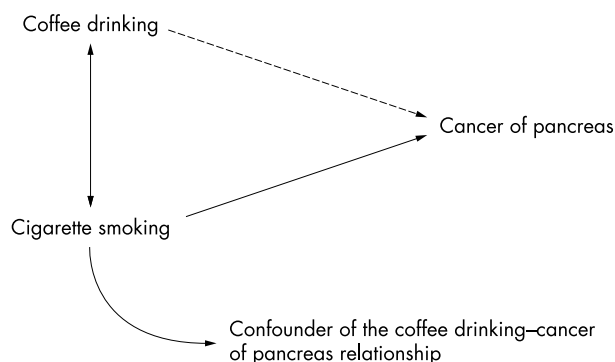 Coffee drinking
Cancer of pancreas
Cigarette smoking
Confounder of the coffee drinking–cancer
of pancreas relationship